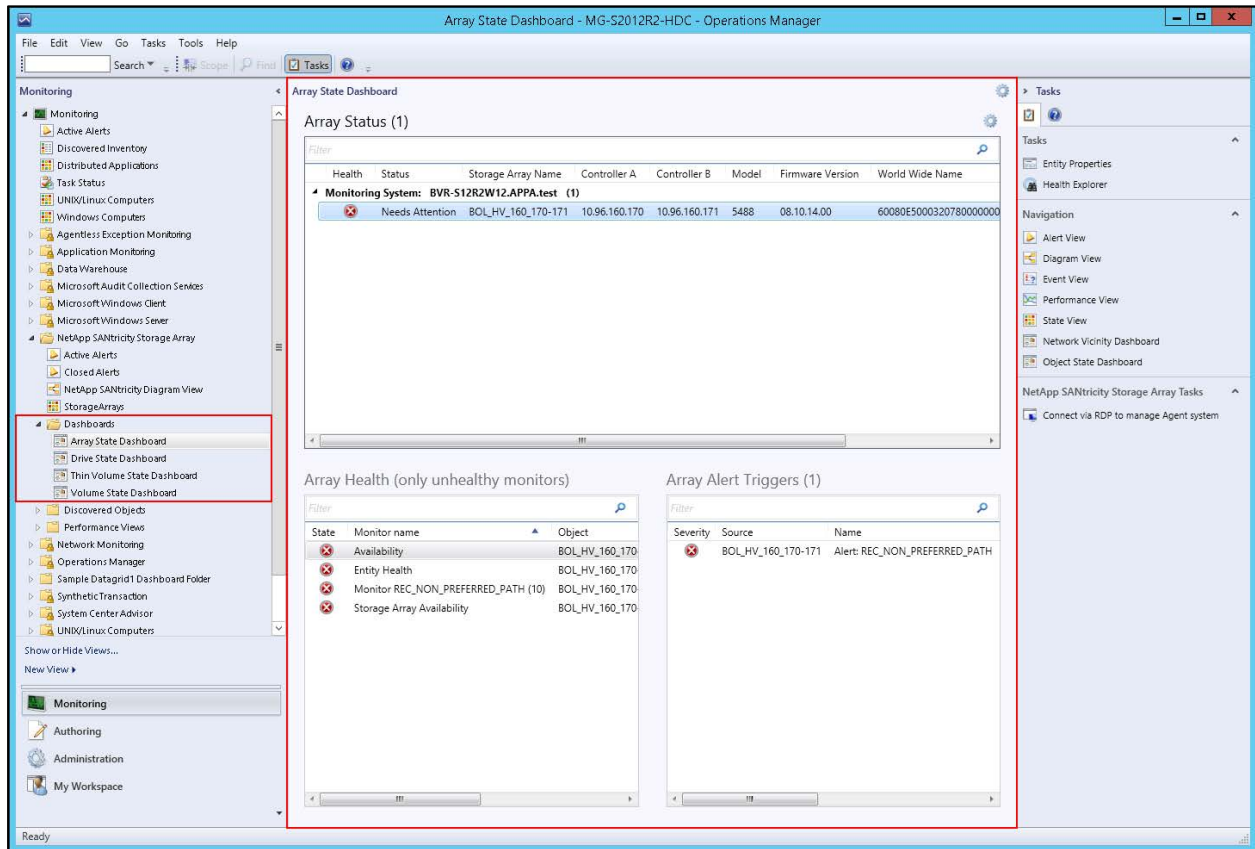 Array State Dashboard - MG-S2012R2-HDC - Operations Manager
File Edit View Go Tasks Tools Help
Search Scope Find Tasks
Monitoring
Monitoring
Active Alerts
Discovered Inventory
Distributed Applications
Task Status
UNIX/Linux Computers
Windows Computers
Agentless Exception Monitoring
Application Monitoring
Data Warehouse
Microsoft Audit Collection Services
Microsoft Windows Client
Microsoft Windows Server
NetApp SANtricity Storage Array
Active Alerts
Closed Alerts
NetApp SANtricity Diagram View
StorageArrays
Dashboards
Array State Dashboard
Drive State Dashboard
Thin Volume State Dashboard
Volume State Dashboard
Discovered Objects
Performance Views
Network Monitoring
Operations Manager
Sample Datagrid1 Dashboard Folder
Synthetic Transaction
System Center Advisor
UNIX/Linux Computers
Show or Hide Views...
New View
Monitoring
Authoring
Administration
My Workspace
Ready
Array State Dashboard
Array Status (1)
Filter
Health Status Storage Array Name Controller A Controller B Model Firmware Version World Wide Name
Monitoring System: BVR-S12R2W12.APPA.test (1)
Needs Attention BOL_HV_160_170-171 10.96.160.170 10.96.160.171 5488 08.10.14.00 60080E5000320780000000
Array Health (only unhealthy monitors)
Filter
State Monitor name Object
Availability BOL_HV_160_170-
Entity Health BOL_HV_160_170-
Monitor REC_NON_PREFERRED_PATH (10) BOL_HV_160_170-
Storage Array Availability BOL_HV_160_170-
Array Alert Triggers (1)
Filter
Severity Source Name
BOL_HV_160_170-171 Alert: REC_NON_PREFERRED_PATH
Tasks
Tasks
Entity Properties
Health Explorer
Navigation
Alert View
Diagram View
Event View
Performance View
State View
Network Vicinity Dashboard
Object State Dashboard
NetApp SANtricity Storage Array Tasks
Connect via RDP to manage Agent system